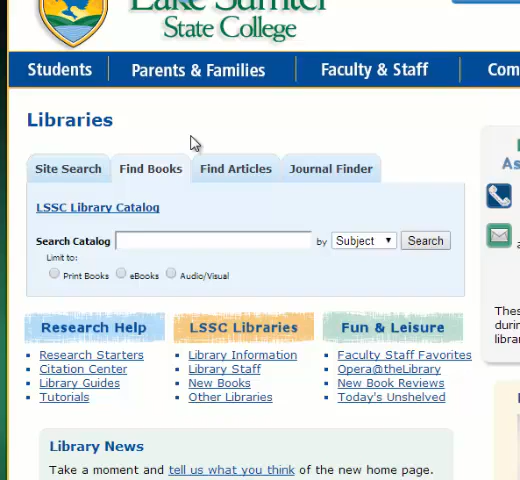 Lake Sumter
State College
Students Parents & Families Faculty & Staff
Libraries
Site Search Find Books Find Articles Journal Finder
LSSC Library Catalog
Search Catalog by Subject Search
Limit to:
Print Books eBooks Audio/Visual
Research Help LSSC Libraries Fun & Leisure
Research Starters Library Information Faculty Staff Favorites
Citation Center Library Staff Opera@theLibrary
Library Guides New Books New Book Reviews
Tutorials Other Libraries Today's Unshelved
Library News
Take a moment and tell us what you think of the new home page.